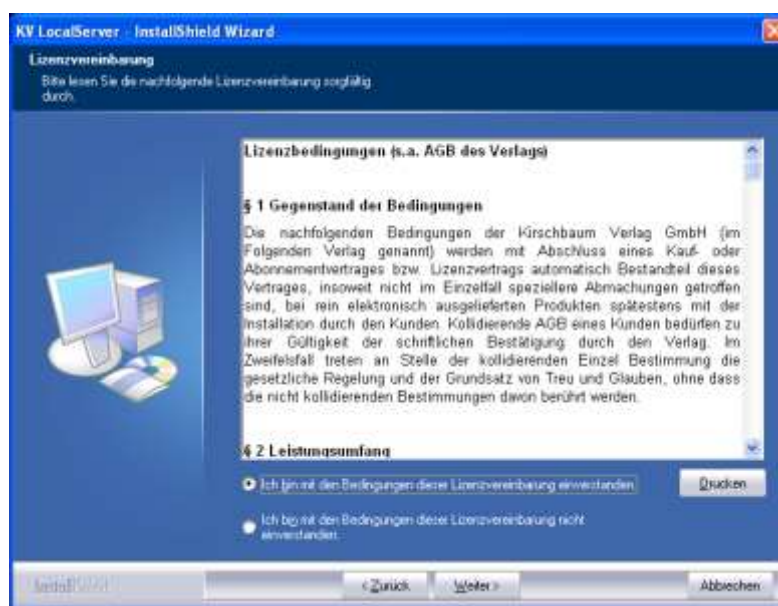 KV LocalServer - InstallShield Wizard
Lizenzvereinbarung
Bitte lesen Sie die nachfolgende Lizenzvereinbarung sorgfältig
durch.
Lizenzbedingungen (s.a. AGB des Verlags)
§ 1 Gegenstand der Bedingungen
Die nachfolgenden Bedingungen der Kirschbaum Verlag GmbH (im
Folgenden Verlag genannt) werden mit Abschluss eines Kauf- oder
Abonnementvertrages bzw. Lizenzvertrags automatisch Bestandteil dieses
Vertrages, insoweit nicht im Einzelfall speziellere Abmachungen getroffen
sind, bei rein elektronisch ausgelieferten Produkten spätestens mit der
Installation durch den Kunden. Kollidierende AGB eines Kunden bedürfen zu
ihrer Gültigkeit der schriftlichen Bestätigung durch den Verlag. Im
Zweifelsfall treten an Stelle der kollidierenden Einzel Bestimmung die
gesetzliche Regelung und der Grundsatz von Treu und Glauben, ohne dass
die nicht kollidierenden Bestimmungen davon berührt werden.
§ 2 Leistungsumfang
Ich bin mit den Bedingungen dieser Lizenzvereinbarung einverstanden
Drucken
Ich bin mit den Bedingungen dieser Lizenzvereinbarung nicht
einverstanden.
InstallShield
< Zurück
Weiter >
Abbrechen